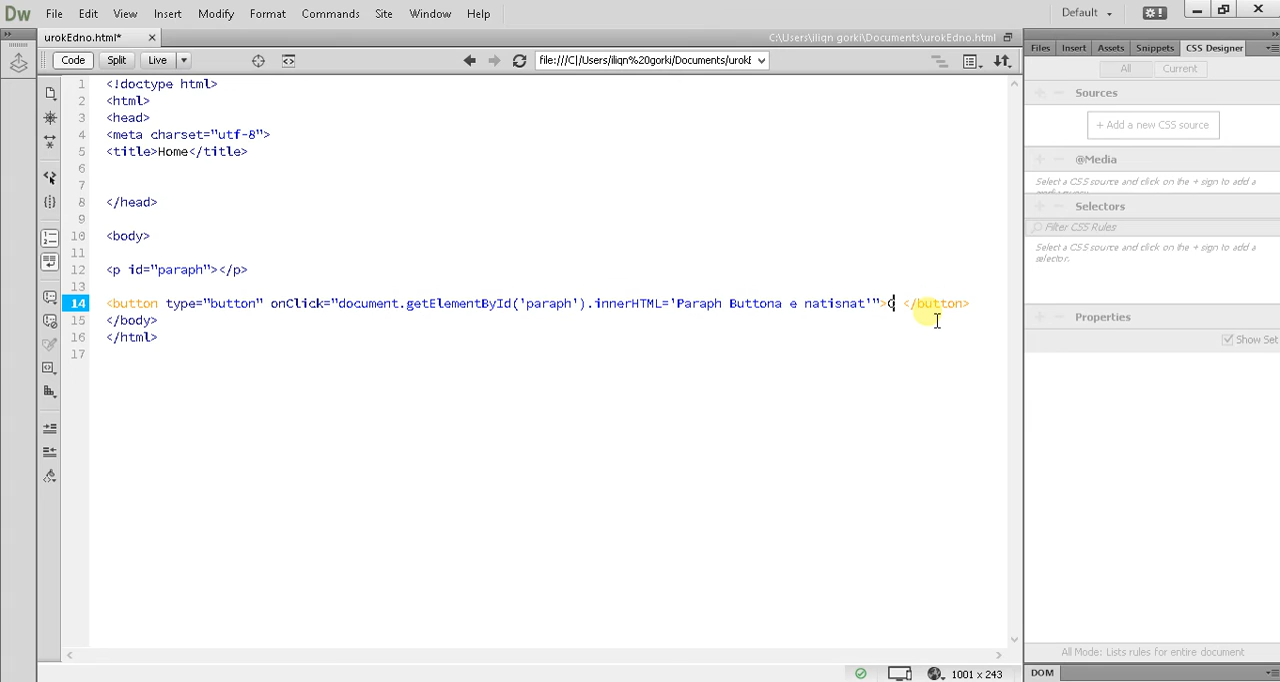 Dw File Edit View Insert Modify Format Commands Site Window Help Default
urokEdno.html* C:\Users\iliqn gorki\Documents\urokEdno.html
Code Split Live file:///C|/Users/iliqn%20gorki/Documents/urokE
1 <!doctype html>
2 <html>
3 <head>
4 <meta charset="utf-8">
5 <title>Home</title>
6
7
8 </head>
9
10 <body>
11
12 <p id="paraph"></p>
13
14 <button type="button" onClick="document.getElementById('paraph').innerHTML='Paraph Buttona e natisnat'">C </button>
15 </body>
16 </html>
17
1001 x 243
Files Insert Assets Snippets CSS Designer
All Current
Sources
+ Add a new CSS source
@Media
Select a CSS source and click on the + sign to add a
Selectors
Filter CSS Rules
Select a CSS source and click on the + sign to add a
selector.
Properties
Show Set
All Mode: Lists rules for entire document
DOM